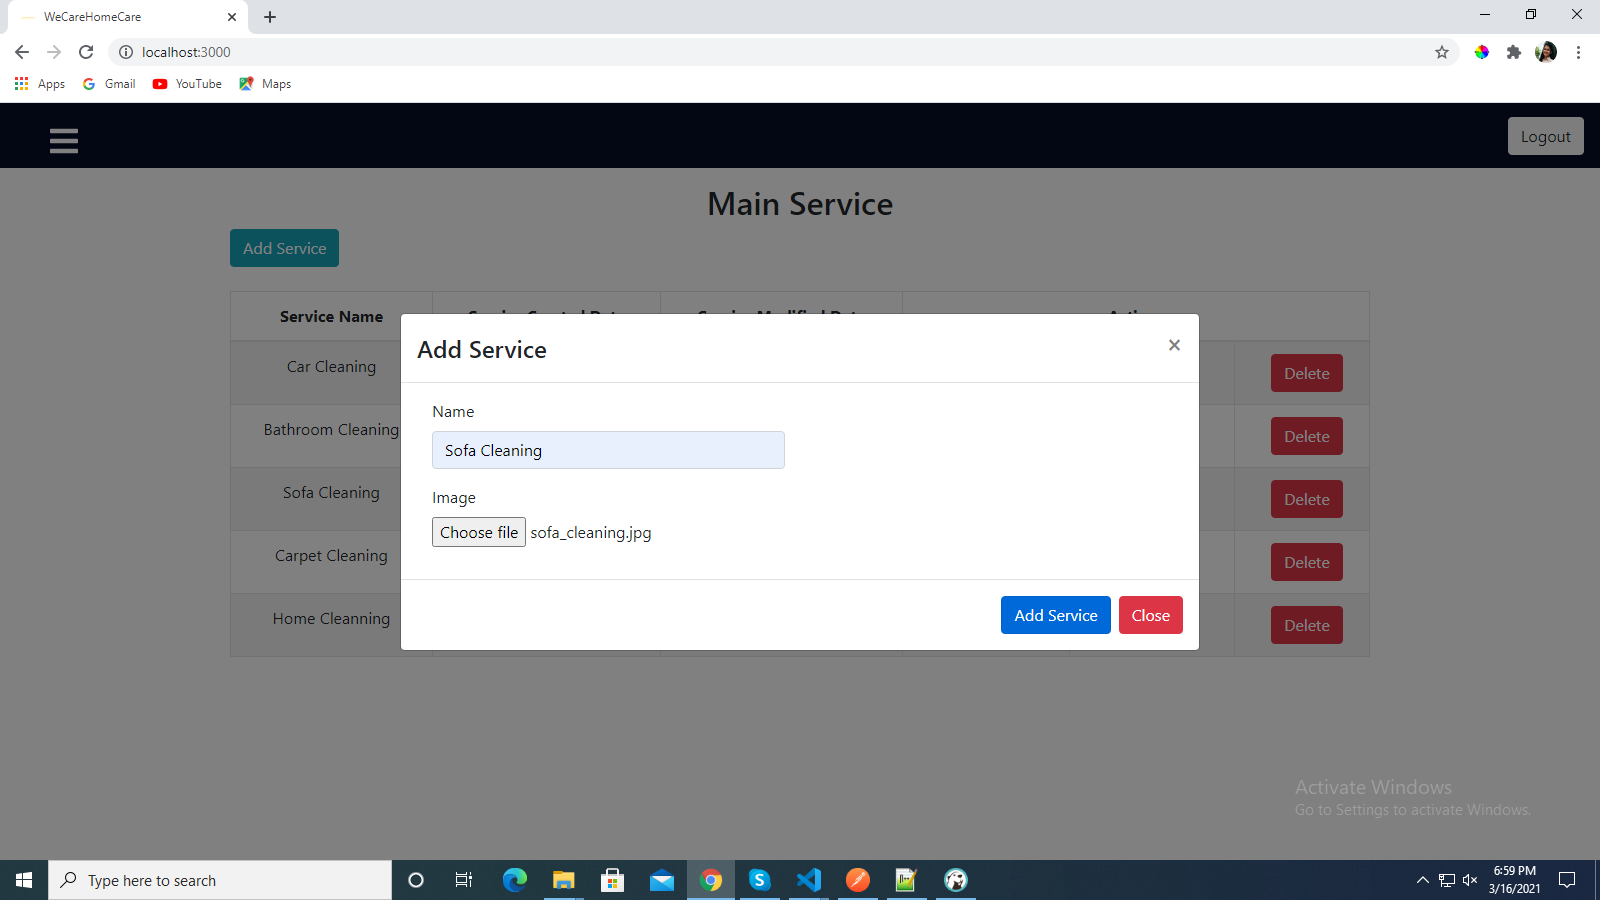 WeCareHomeCare
localhost:3000
Apps Gmail YouTube Maps
Logout
Main Service
Add Service
Service Name
Car Cleaning Delete
Bathroom Cleaning Delete
Sofa Cleaning Delete
Carpet Cleaning Delete
Home Cleanning Delete
Add Service ×
Name
Sofa Cleaning
Image
Choose file sofa_cleaning.jpg
Add Service Close
Activate Windows
Go to Settings to activate Windows.
Type here to search
6:59 PM
3/16/2021